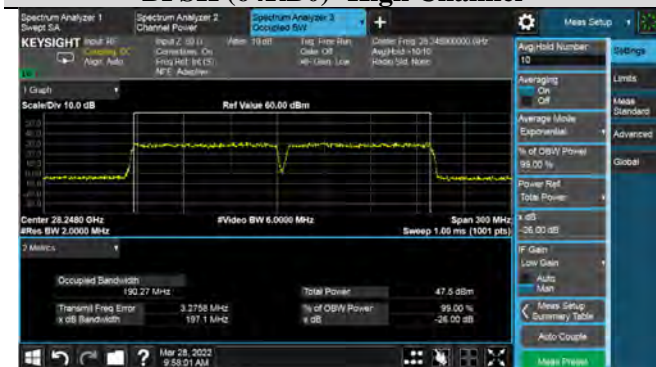 Spectrum Analyzer 1
Swept SA
Spectrum Analyzer 2
Channel Power
Spectrum Analyzer 3
Occupied BW
Meas Setup
KEYSIGHT
Input: RF
Coupling: DC
Align: Auto
Input Z: 50 Ω
Corrections: On
Freq Ref: Int (S)
NFE: Adaptive
Atten: 10 dB
Trig: Free Run
Gate: Off
#IF Gain: Low
Center Freq: 28.248000000 GHz
Avg|Hold: >10/10
Radio Std: None
1 Graph
Scale/Div 10.0 dB
Ref Value 60.00 dBm
Center 28.2480 GHz
#Res BW 2.0000 MHz
#Video BW 6.0000 MHz
Span 300 MHz
Sweep 1.00 ms (1001 pts)
2 Metrics
Occupied Bandwidth
190.27 MHz
Total Power
47.5 dBm
Transmit Freq Error
3.2758 MHz
% of OBW Power
99.00 %
x dB Bandwidth
197.1 MHz
x dB
-26.00 dB
Mar 28, 2022
9:58:01 AM
Avg|Hold Number
10
Averaging
On
Off
Average Mode
Exponential
% of OBW Power
99.00 %
Power Ref
Total Power
x dB
-26.00 dB
IF Gain
Low Gain
Auto
Man
Meas Setup
Summary Table
Auto Couple
Meas Preset
Settings
Limits
Meas
Standard
Advanced
Global